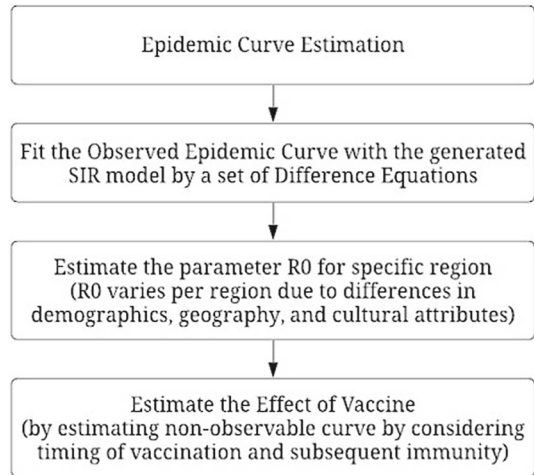 Epidemic Curve Estimation
Fit the Observed Epidemic Curve with the generated
SIR model by a set of Difference Equations
Estimate the parameter R0 for specific region
(R0 varies per region due to differences in
demographics, geography, and cultural attributes)
Estimate the Effect of Vaccine
(by estimating non-observable curve by considering
timing of vaccination and subsequent immunity)